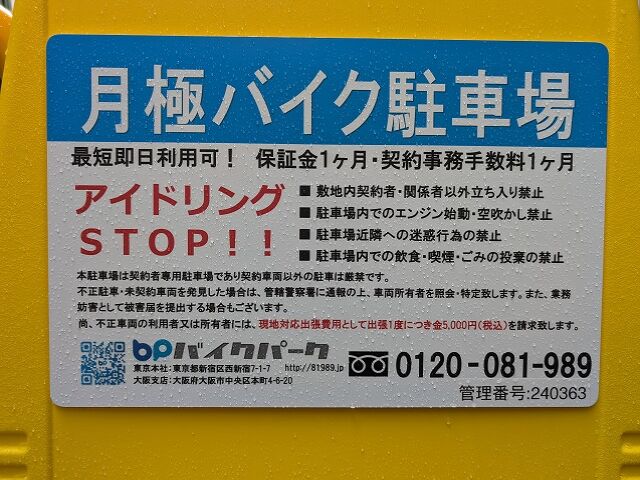 月極バイク駐車場
最短即日利用可！ 保証金1ヶ月・契約事務手数料1ヶ月
アイドリング
STOP！！
■ 敷地内契約者・関係者以外立ち入り禁止
■ 駐車場内でのエンジン始動・空吹かし禁止
■ 駐車場近隣への迷惑行為の禁止
■ 駐車場内での飲食・喫煙・ごみの投棄の禁止
本駐車場は契約者専用駐車場であり契約車両以外の駐車は厳禁です。
不正駐車・未契約車両を発見した場合は、管轄警察署に通報の上、車両所有者を照会・特定致します。また、業務
妨害として被害届を提出する場合もございます。
尚、不正車両の利用者又は所有者には、現地対応出張費用として出張1度につき金5,000円(税込)を請求致します。
bp バイクパーク
東京本社：東京都新宿区西新宿7-1-7 http://81989.jp
大阪支店：大阪府大阪市中央区本町4-6-20
0120-081-989
管理番号:240363